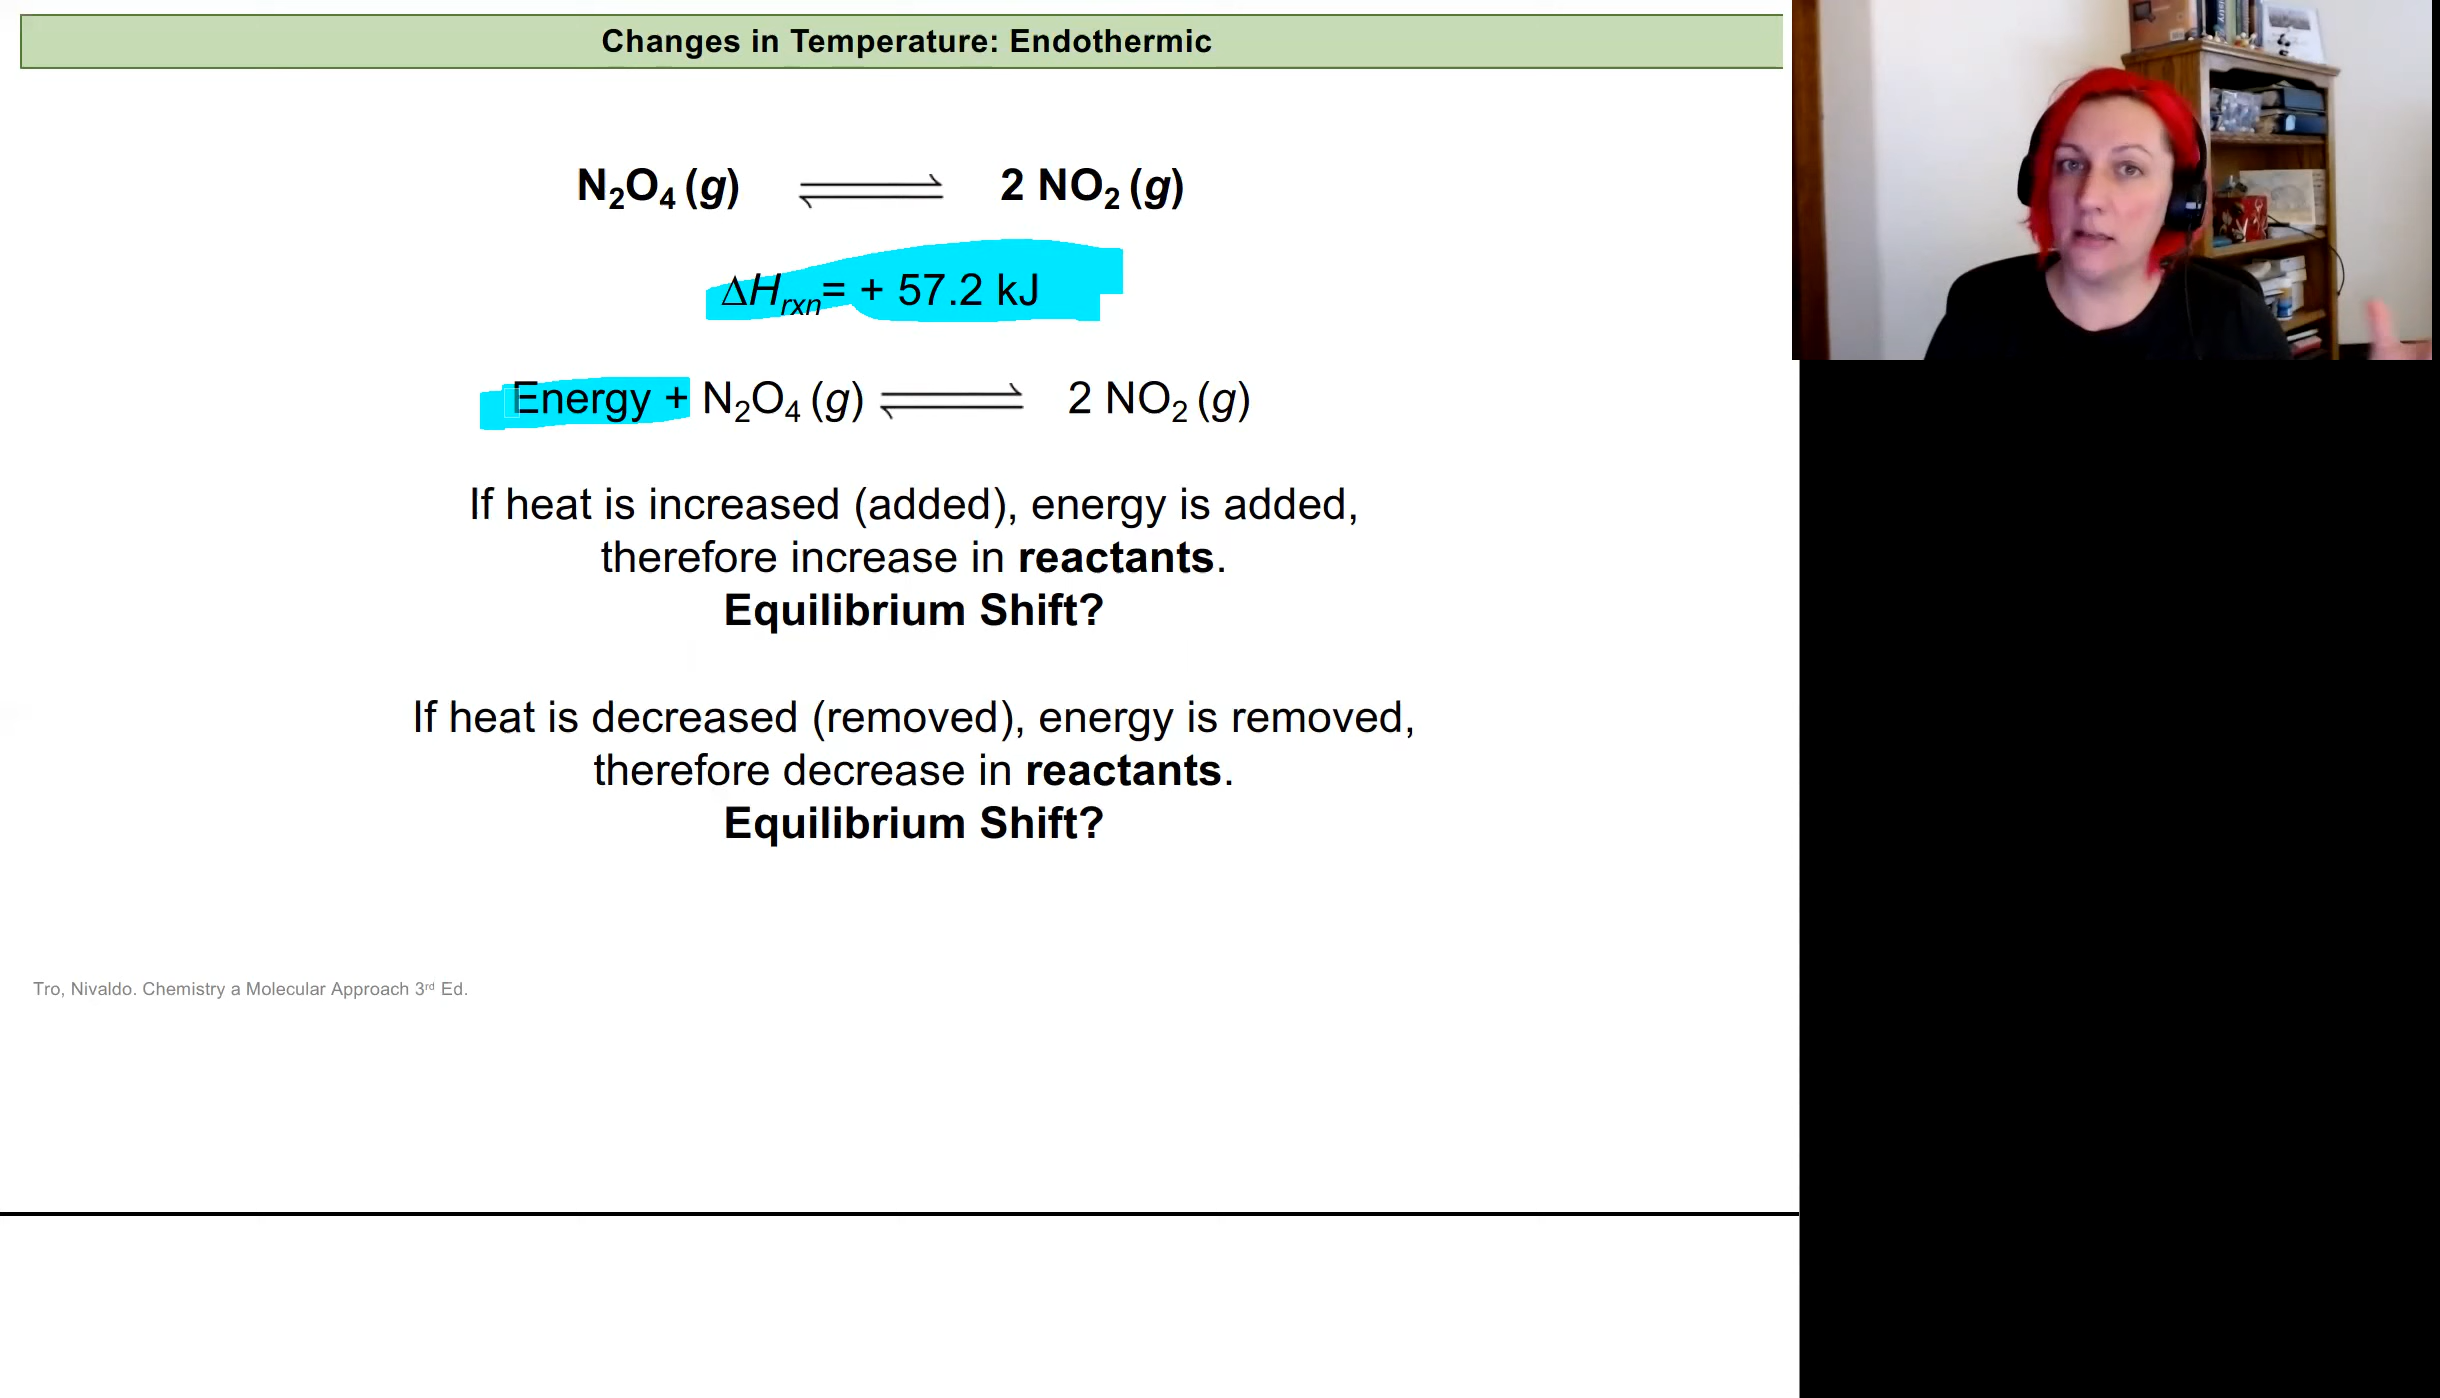 Changes in Temperature: Endothermic
N₂O₄ (g) ⇌ 2 NO₂ (g)
ΔHrxn= + 57.2 kJ
Energy + N₂O₄ (g) ⇌ 2 NO₂ (g)
If heat is increased (added), energy is added,
therefore increase in reactants.
Equilibrium Shift?
If heat is decreased (removed), energy is removed,
therefore decrease in reactants.
Equilibrium Shift?
Tro, Nivaldo. Chemistry a Molecular Approach 3rd Ed.